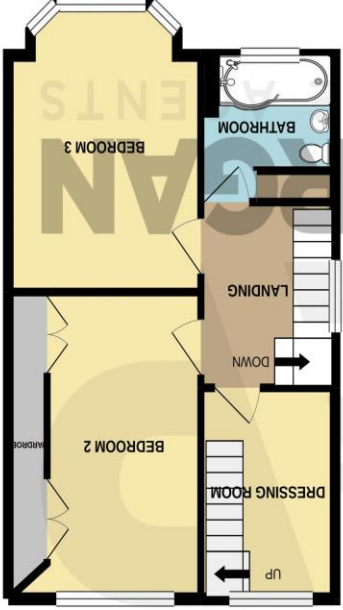 UP
DRESSING ROOM
BEDROOM 2
DOWN
LANDING
BEDROOM 3
BATHROOM